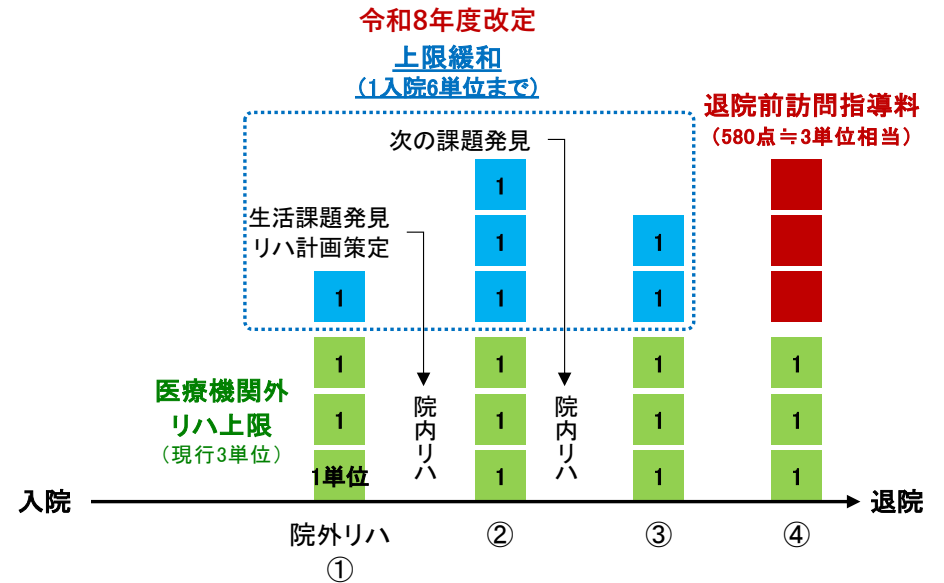 令和8年度改定
上限緩和
(1入院6単位まで)
退院前訪問指導料
(580点≒3単位相当)
次の課題発見
生活課題発見
リハ計画策定
1
1
1
1
1
1
医療機関外
リハ上限
(現行3単位)
1
1
1単位
院内リハ
1
1
1
院内リハ
1
1
1
1
1
1
入院
退院
院外リハ
①
②
③
④